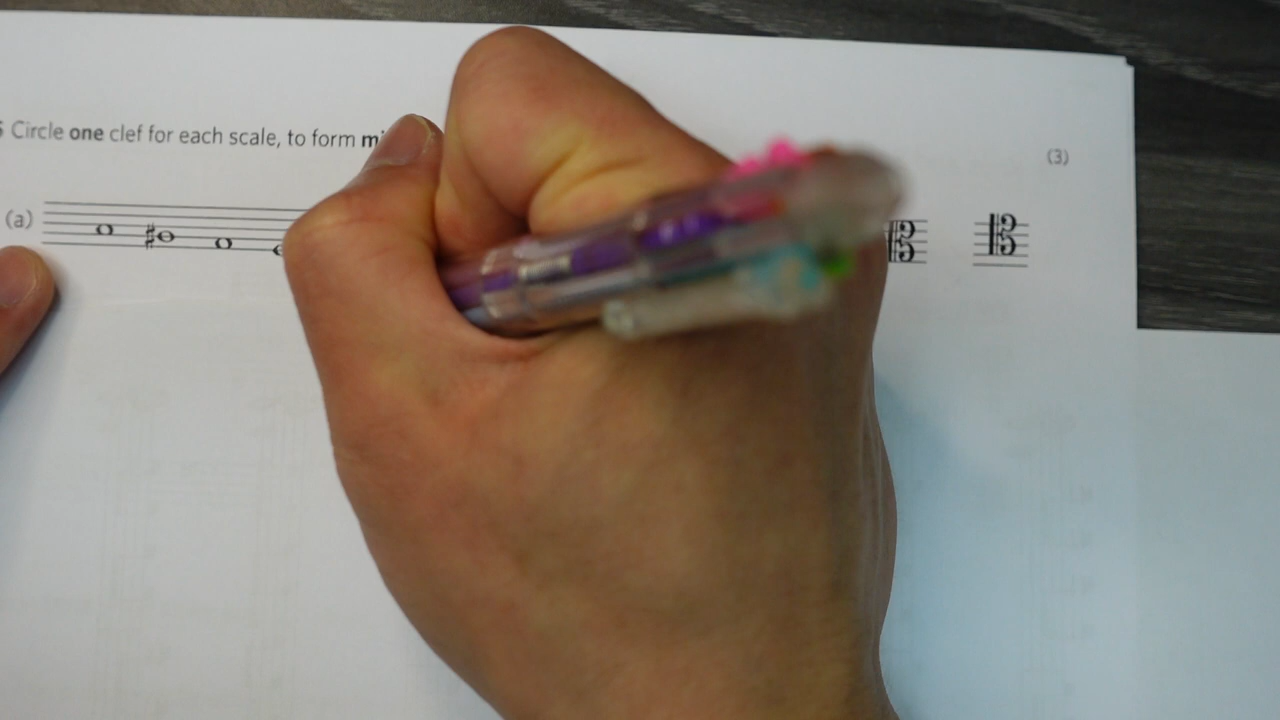 Circle one clef for each scale, to form
(3)
(a)